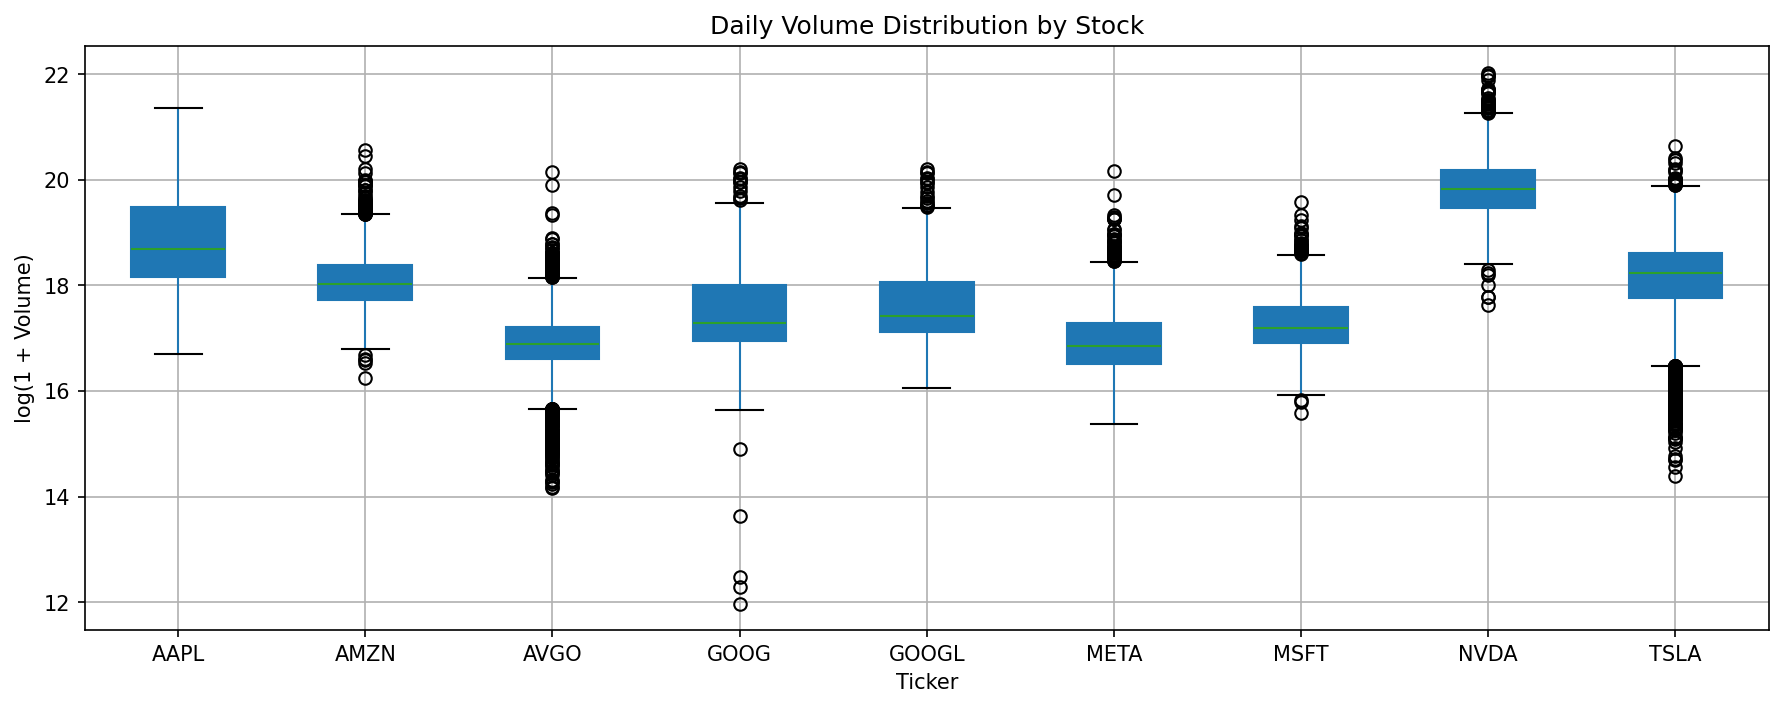 Daily Volume Distribution by Stock
log(1 + Volume)
22
20
18
16
14
12
AAPL AMZN AVGO GOOG GOOGL META MSFT NVDA TSLA
Ticker